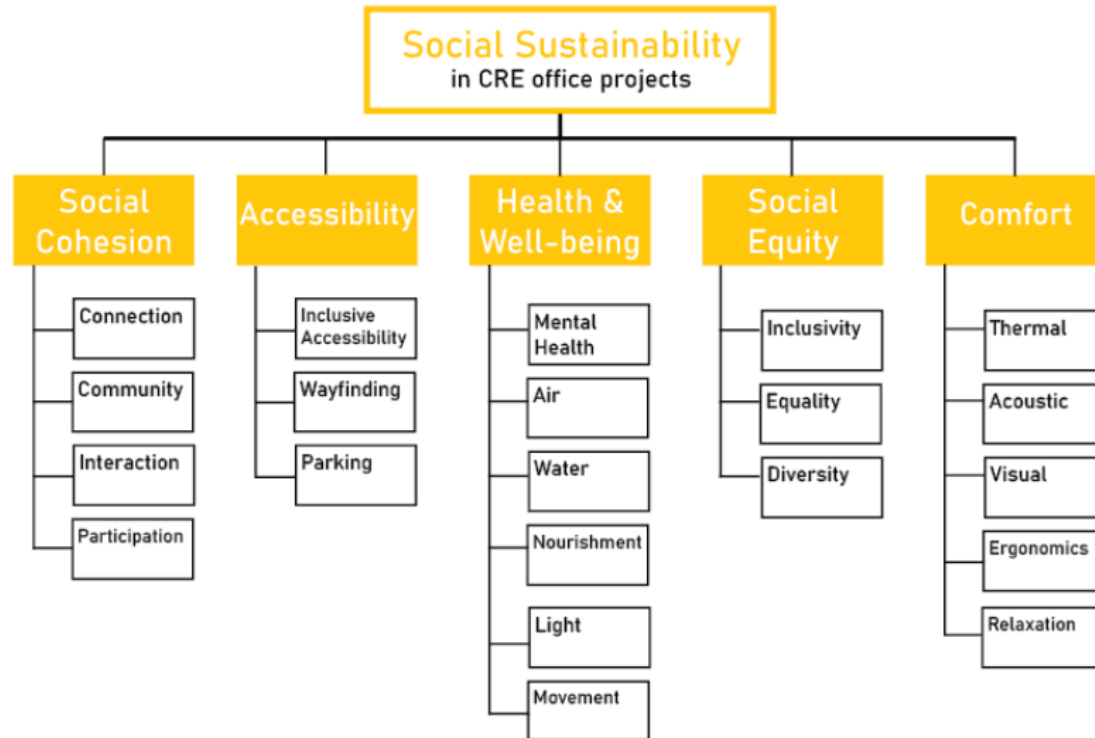 Social Sustainability
in CRE office projects
Social
Cohesion
Connection
Community
Interaction
Participation
Accessibility
Inclusive
Accessibility
Wayfinding
Parking
Health &
Well-being
Mental
Health
Air
Water
Nourishment
Light
Movement
Social
Equity
Inclusivity
Equality
Diversity
Comfort
Thermal
Acoustic
Visual
Ergonomics
Relaxation